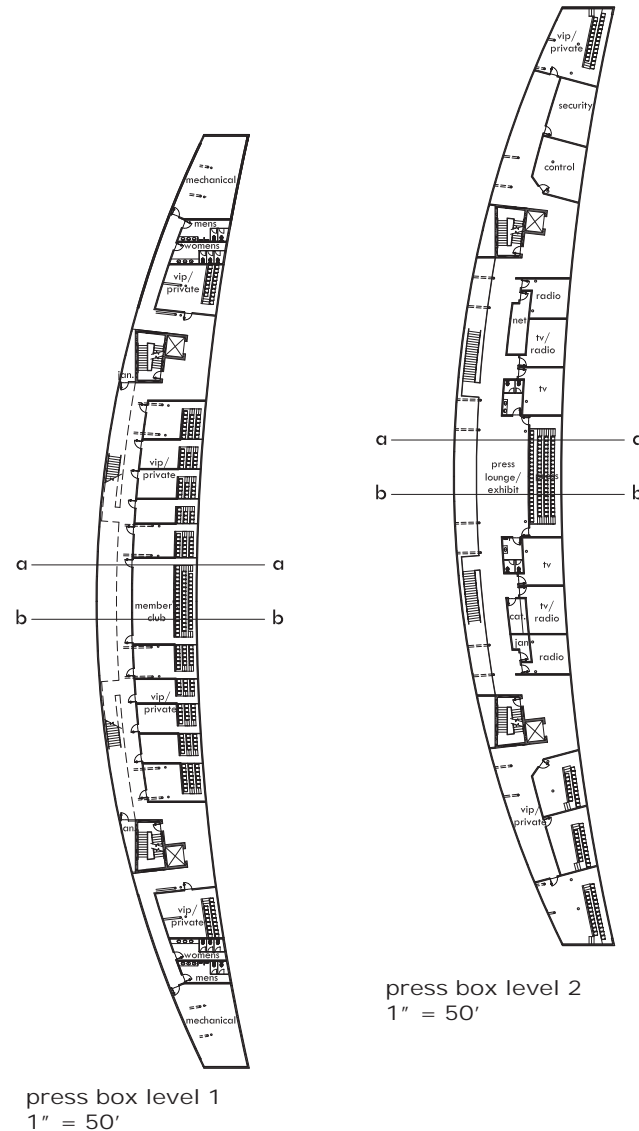 mechanical
mens
womens
vip/
private
jan.
vip/
private
a
a
member's
club
b
b
vip/
private
jan.
vip/
private
womens
mens
mechanical
press box level 1
1" = 50'
vip/
private
security
control
radio
net
tv/
radio
tv
a
a
press
lounge/
exhibit
b
b
tv
cat.
tv/
radio
jan.
radio
vip/
private
press box level 2
1" = 50'